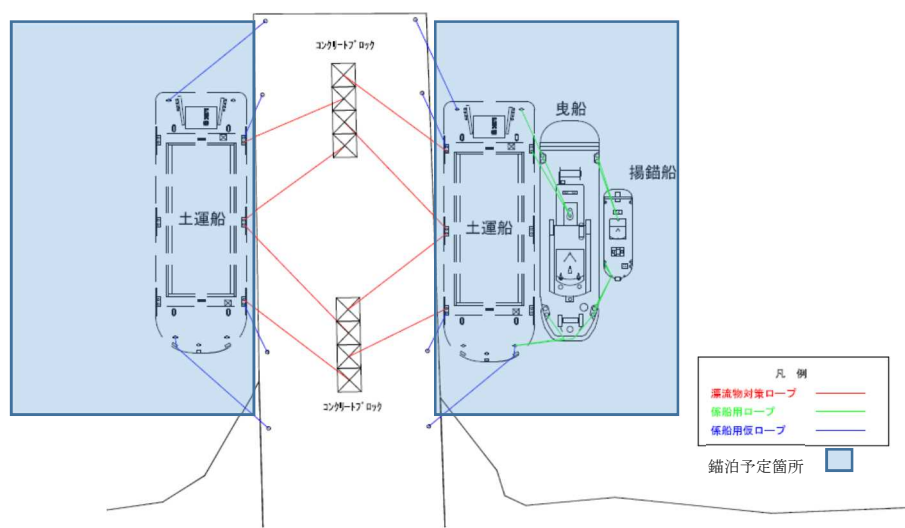 コンクリートブロック
曳船
揚錨船
土運船
土運船
コンクリートブロック
凡 例
漂流物対策ロープ
係船用ロープ
係船用仮ロープ
錨泊予定箇所